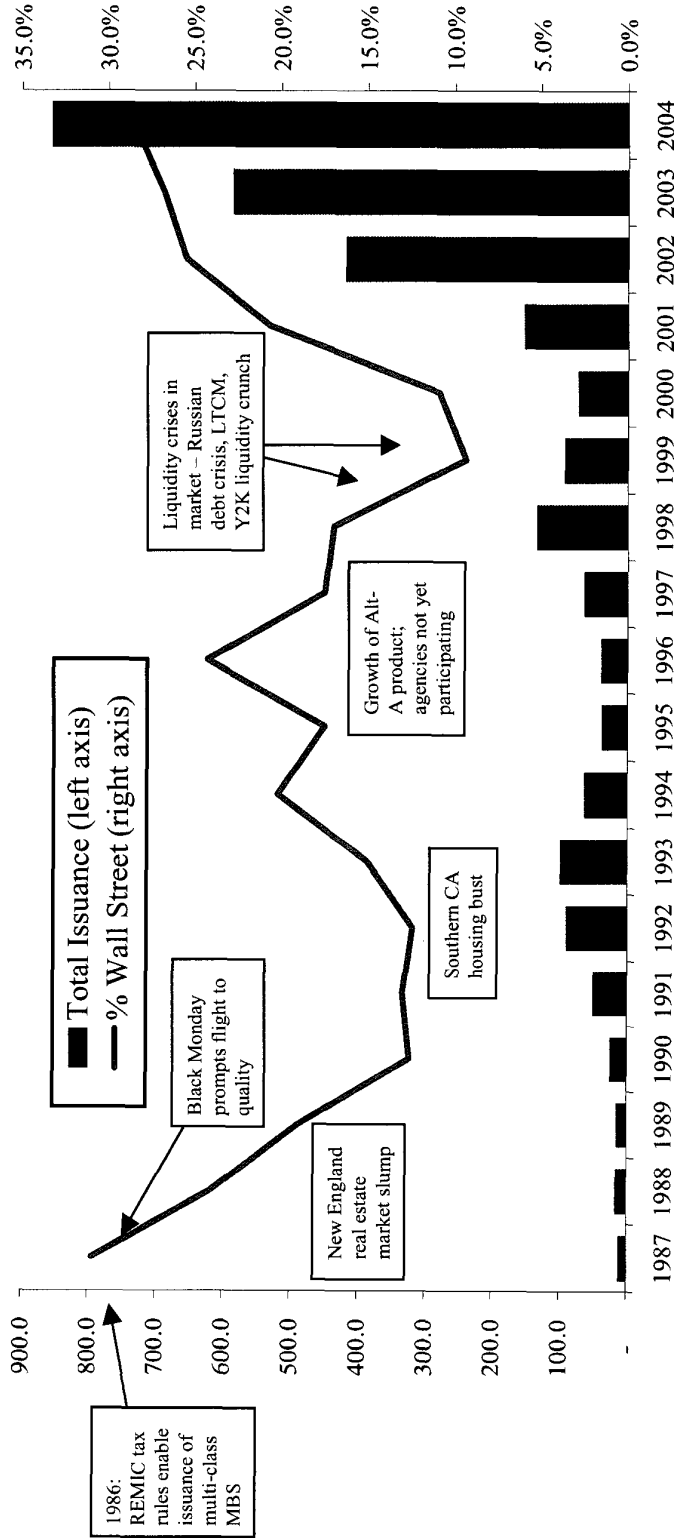 1986:
REMIC tax
rules enable
issuance of
multi-class
MBS
Total Issuance (left axis)
% Wall Street (right axis)
Black Monday
prompts flight to
quality
New England
real estate
market slump
Southern CA
housing bust
Growth of Alt-
A product;
agencies not yet
participating
Liquidity crises in
market – Russian
debt crisis, LTCM,
Y2K liquidity crunch
900.0
800.0
700.0
600.0
500.0
400.0
300.0
200.0
100.0
-
35.0%
30.0%
25.0%
20.0%
15.0%
10.0%
5.0%
0.0%
1987 1988 1989 1990 1991 1992 1993 1994 1995 1996 1997 1998 1999 2000 2001 2002 2003 2004